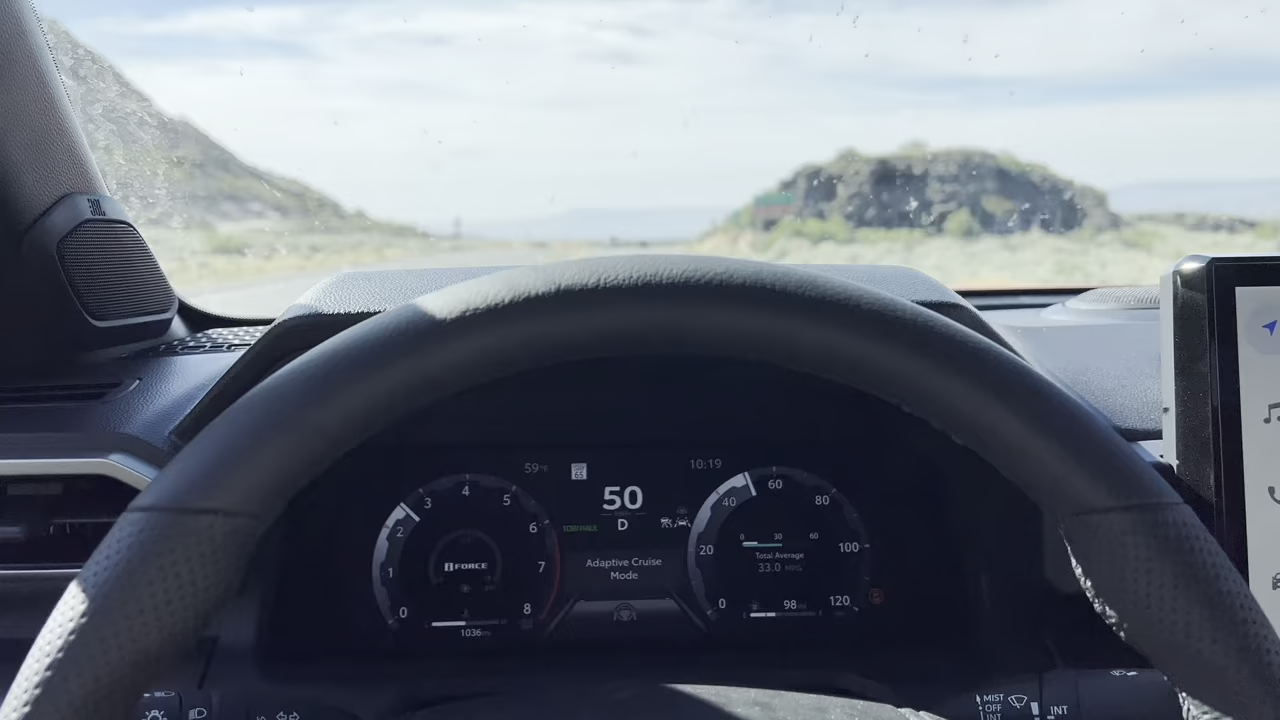 JBL
59°F
65
10:19
50
D
TOW/HAUL
Adaptive Cruise
Mode
0
1
2
3
4
5
6
7
8
i FORCE
1036
0
20
40
60
80
100
120
0 30 60
Total Average
33.0 MPG
98
MIST
OFF
INT
INT